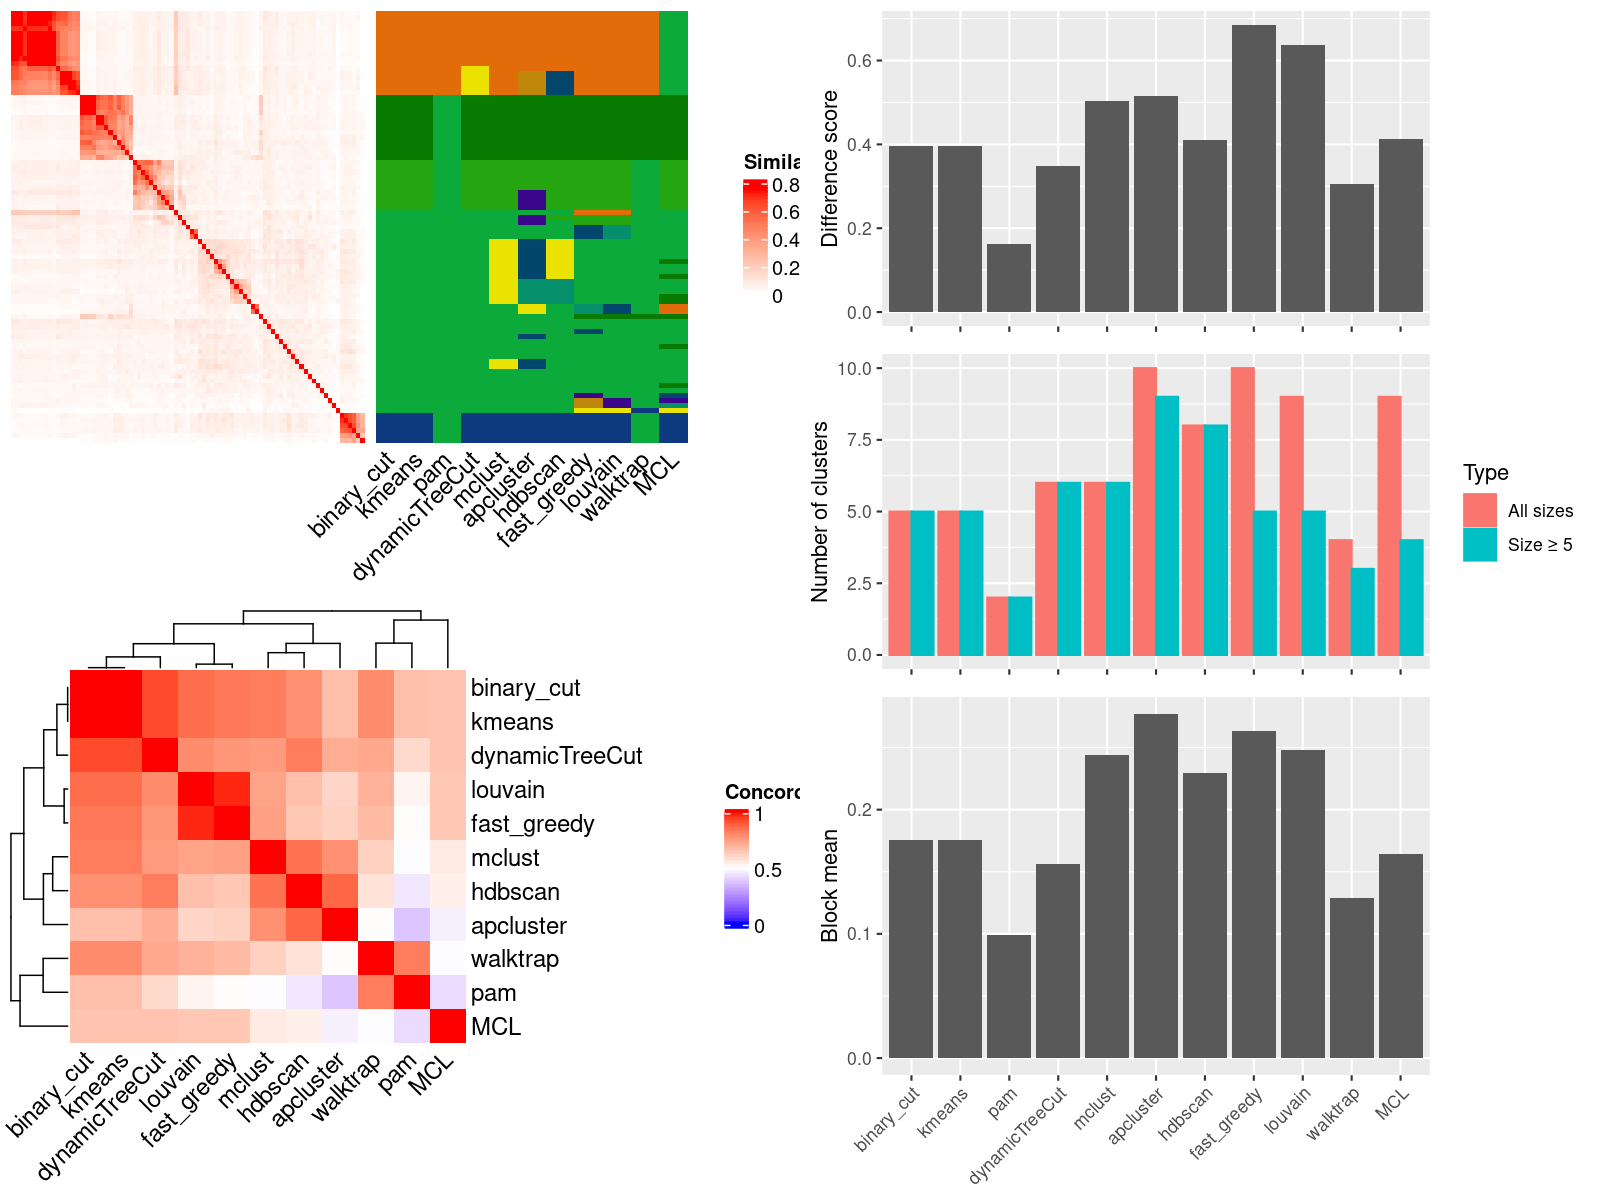 Simila
0.8
0.6
0.4
0.2
0
binary_cut
kmeans
pam
dynamicTreeCut
mclust
apcluster
hdbscan
fast_greedy
louvain
walktrap
MCL
binary_cut
kmeans
dynamicTreeCut
louvain
fast_greedy
mclust
hdbscan
apcluster
walktrap
pam
MCL
Concord
1
0.5
0
binary_cut
kmeans
dynamicTreeCut
louvain
fast_greedy
mclust
hdbscan
apcluster
walktrap
pam
MCL
Difference score
0.6
0.4
0.2
0.0
Number of clusters
10.0
7.5
5.0
2.5
0.0
Type
All sizes
Size ≥ 5
Block mean
0.2
0.1
0.0
binary_cut
kmeans
pam
dynamicTreeCut
mclust
apcluster
hdbscan
fast_greedy
louvain
walktrap
MCL